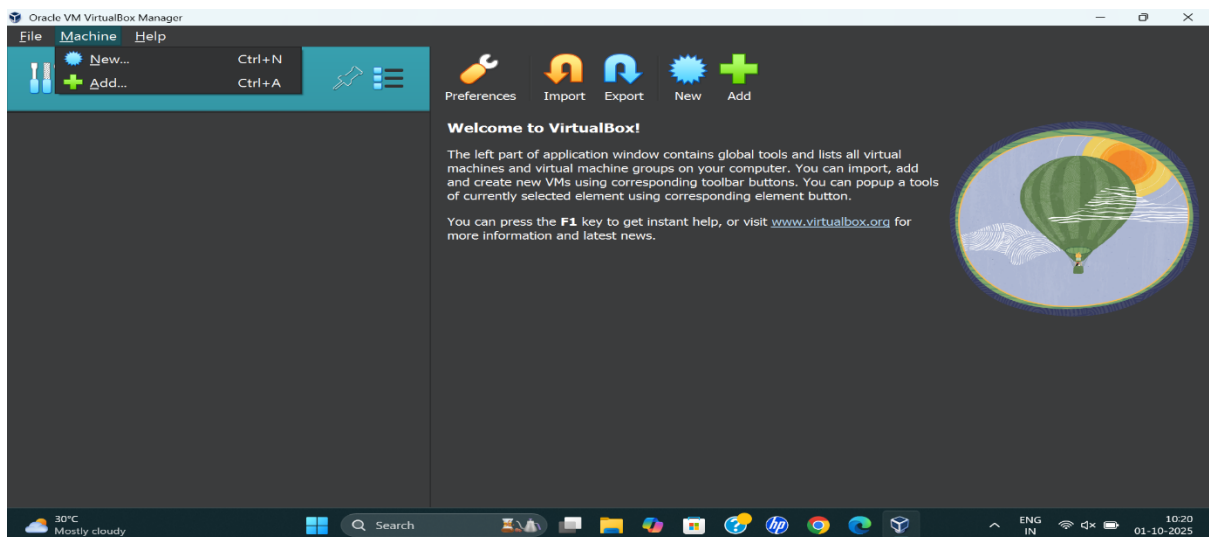 Oracle VM VirtualBox Manager
File Machine Help
New... Ctrl+N
Add... Ctrl+A
Preferences Import Export New Add
Welcome to VirtualBox!
The left part of application window contains global tools and lists all virtual
machines and virtual machine groups on your computer. You can import, add
and create new VMs using corresponding toolbar buttons. You can popup a tools
of currently selected element using corresponding element button.
You can press the F1 key to get instant help, or visit www.virtualbox.org for
more information and latest news.
30°C
Mostly cloudy
Search
hp
ENG
IN
10:20
01-10-2025